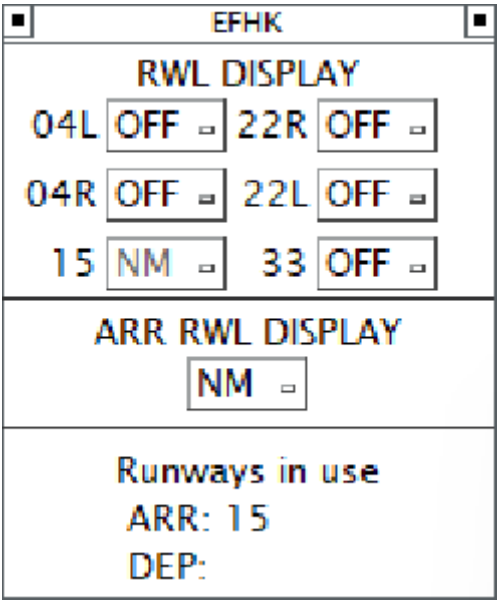 EFHK
RWL DISPLAY
04L OFF 22R OFF
04R OFF 22L OFF
15 NM 33 OFF
ARR RWL DISPLAY
NM
Runways in use
ARR: 15
DEP: